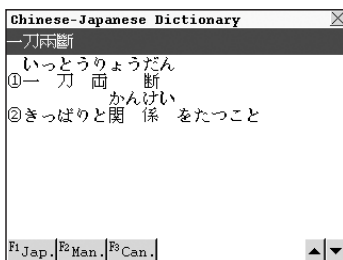 Chinese-Japanese Dictionary
一刀兩斷
いっとうりょうだん
①一 刀 両 断
かんけい
②きっぱりと関 係 をたつこと
F1 Jap. F2 Man. F3 Can.